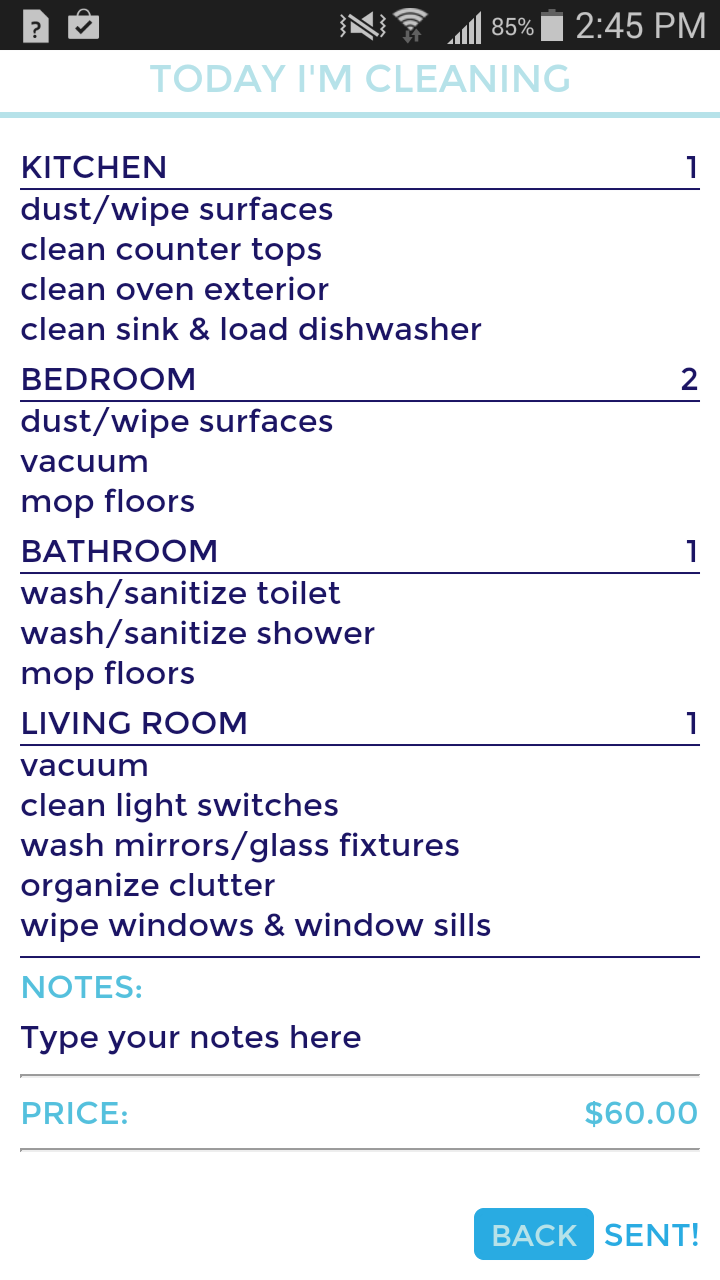 85% 2:45 PM
TODAY I'M CLEANING
KITCHEN 1
dust/wipe surfaces
clean counter tops
clean oven exterior
clean sink & load dishwasher
BEDROOM 2
dust/wipe surfaces
vacuum
mop floors
BATHROOM 1
wash/sanitize toilet
wash/sanitize shower
mop floors
LIVING ROOM 1
vacuum
clean light switches
wash mirrors/glass fixtures
organize clutter
wipe windows & window sills
NOTES:
Type your notes here
PRICE: $60.00
BACK SENT!